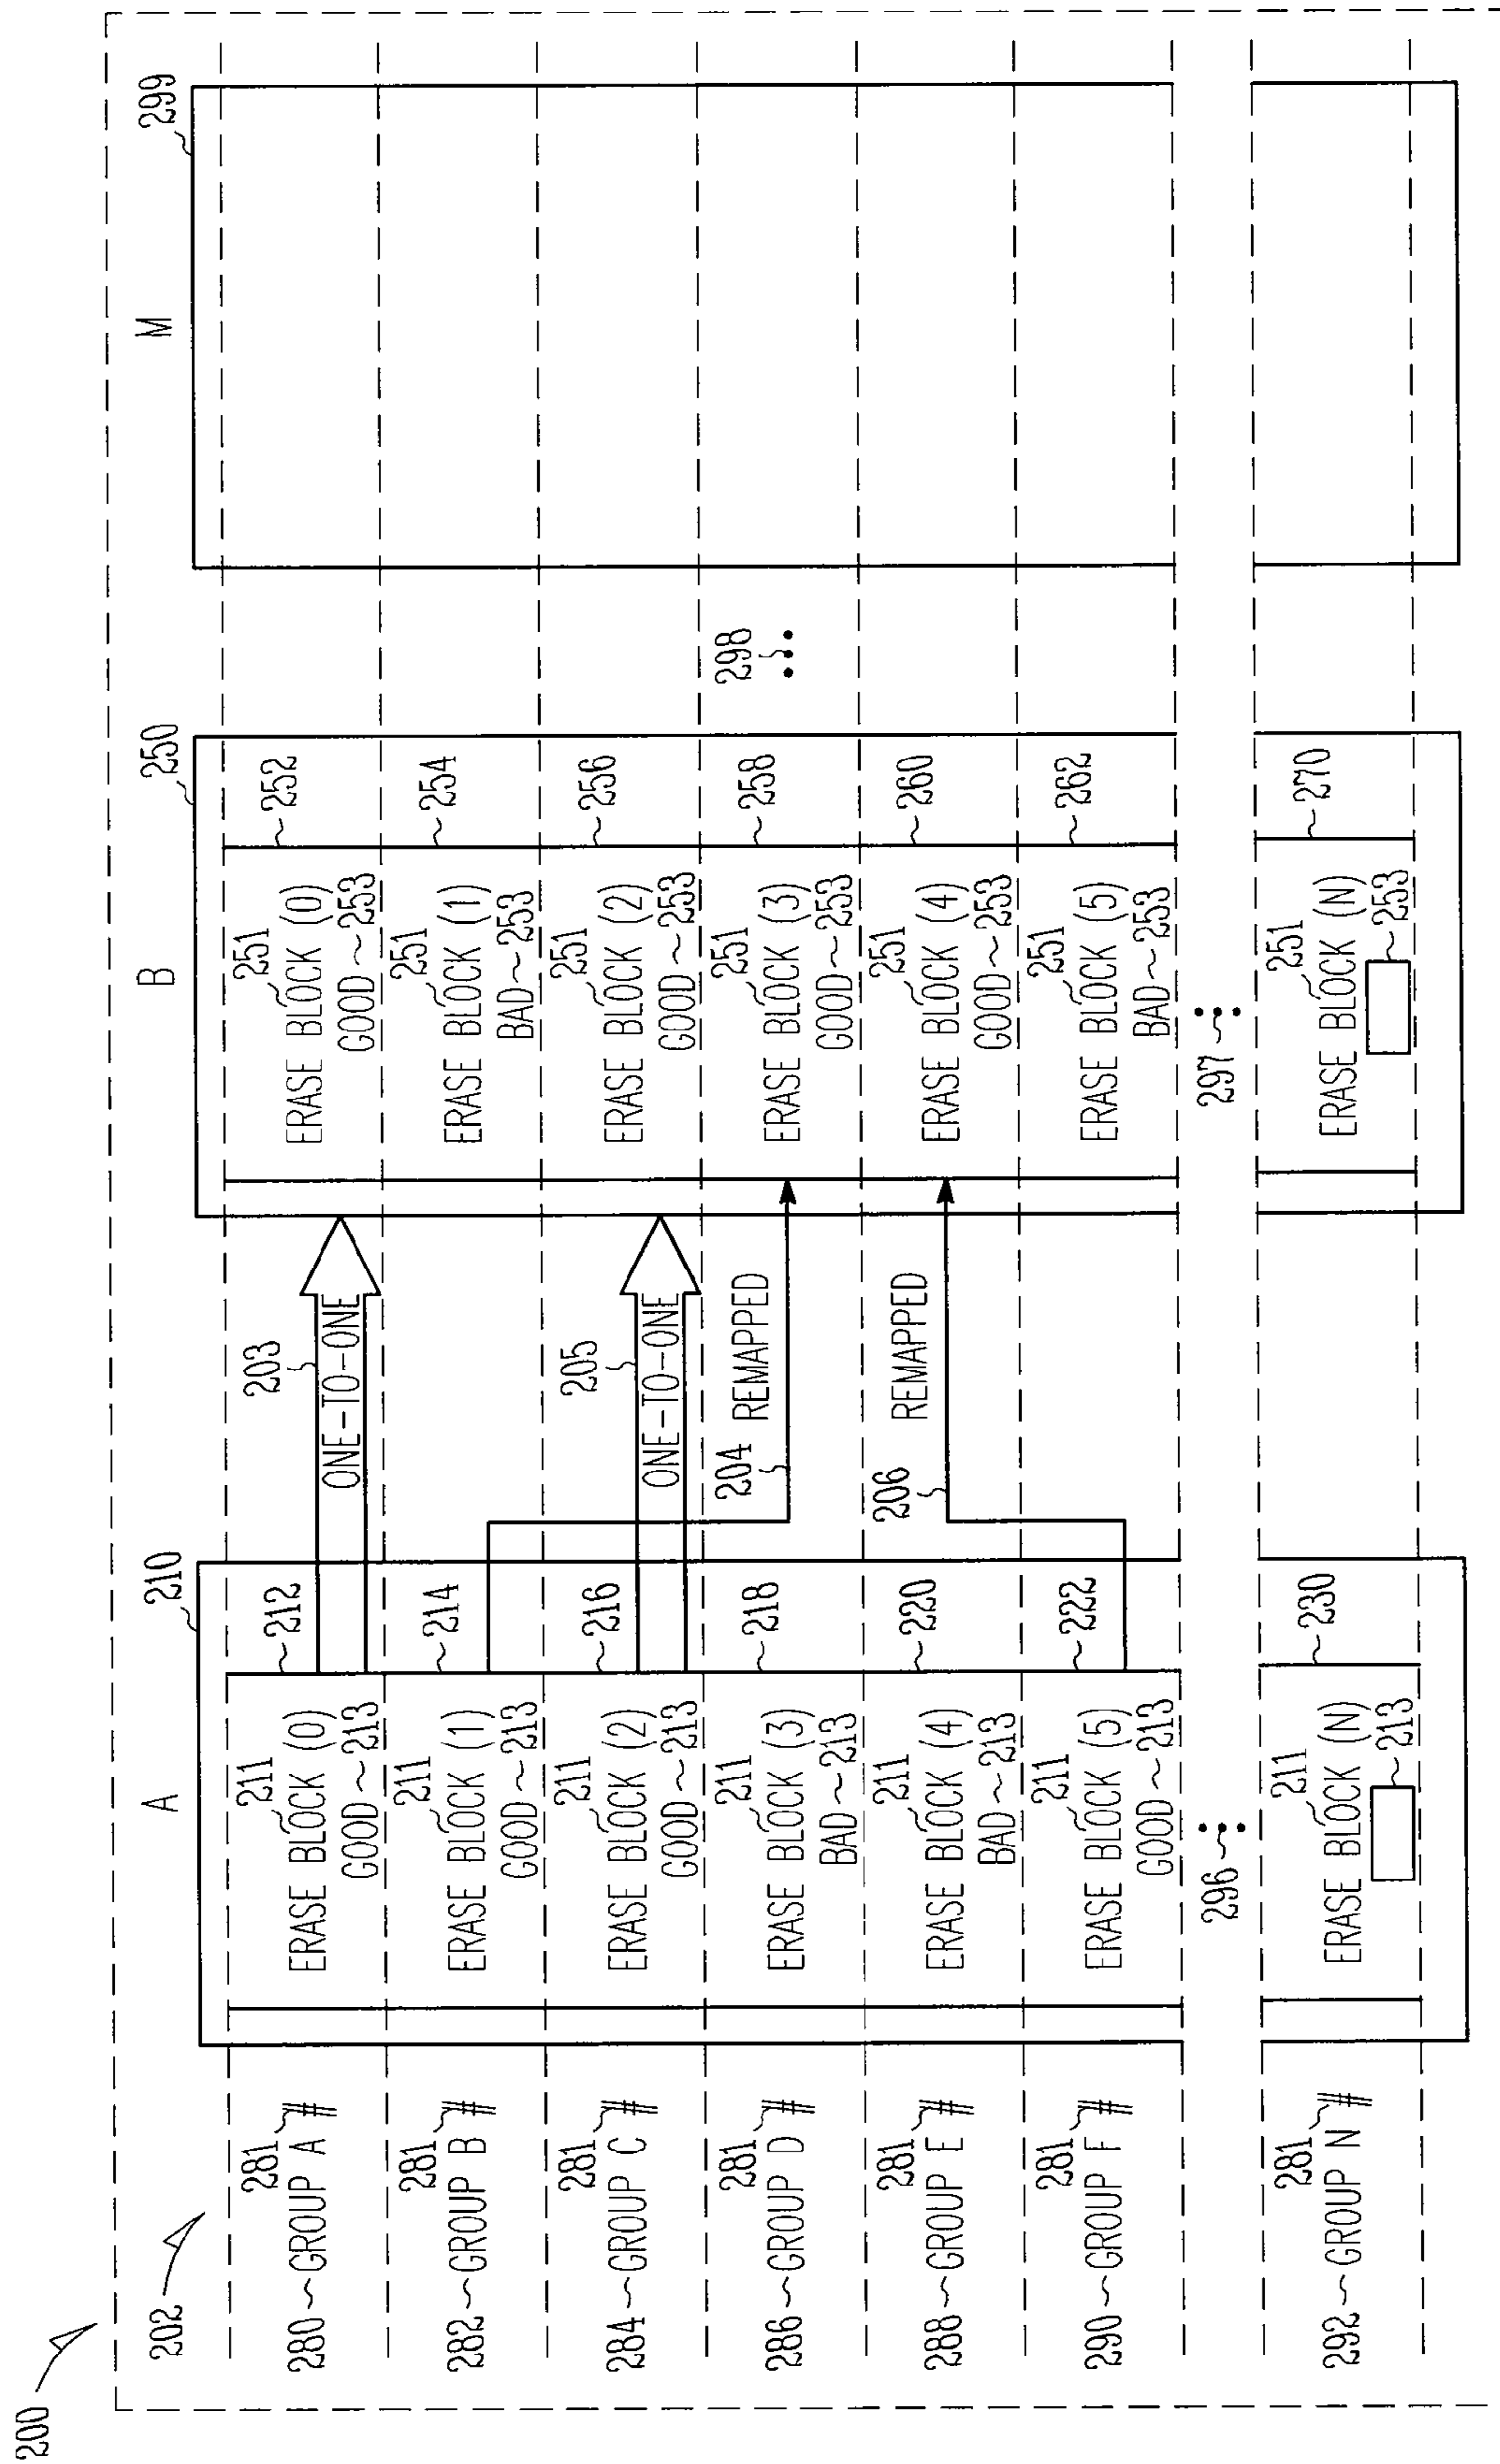 200
202
A
210
B
250
M
299
280 ~ GROUP A #
281
211
ERASE BLOCK (0)
GOOD ~ 213
212
203
ONE-TO-ONE
251
ERASE BLOCK (0)
GOOD ~ 253
252
282 ~ GROUP B #
281
211
ERASE BLOCK (1)
GOOD ~ 213
214
251
ERASE BLOCK (1)
BAD ~ 253
254
284 ~ GROUP C #
281
211
ERASE BLOCK (2)
GOOD ~ 213
216
205
ONE-TO-ONE
251
ERASE BLOCK (2)
GOOD ~ 253
256
286 ~ GROUP D #
281
211
ERASE BLOCK (3)
BAD ~ 213
218
204 REMAPPED
251
ERASE BLOCK (3)
GOOD ~ 253
258
298
288 ~ GROUP E #
281
211
ERASE BLOCK (4)
BAD ~ 213
220
206 REMAPPED
251
ERASE BLOCK (4)
GOOD ~ 253
260
290 ~ GROUP F #
281
211
ERASE BLOCK (5)
GOOD ~ 213
222
251
ERASE BLOCK (5)
BAD ~ 253
262
296
297
292 ~ GROUP N #
281
211
ERASE BLOCK (N)
213
230
251
ERASE BLOCK (N)
253
270